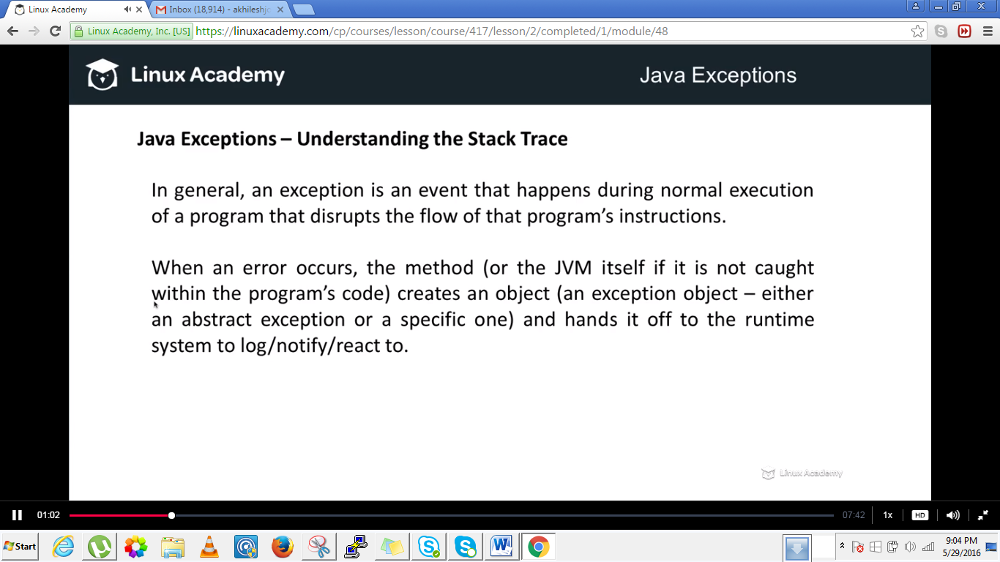 Linux Academy
Inbox (18,914) - akhileshj
Linux Academy, Inc. [US]
https://linuxacademy.com/cp/courses/lesson/course/417/lesson/2/completed/1/module/48
Linux Academy
Java Exceptions
Java Exceptions – Understanding the Stack Trace
In general, an exception is an event that happens during normal execution
of a program that disrupts the flow of that program’s instructions.
When an error occurs, the method (or the JVM itself if it is not caught
within the program’s code) creates an object (an exception object – either
an abstract exception or a specific one) and hands it off to the runtime
system to log/notify/react to.
Linux Academy
01:02
07:42
1x
HD
Start
9:04 PM
5/29/2016